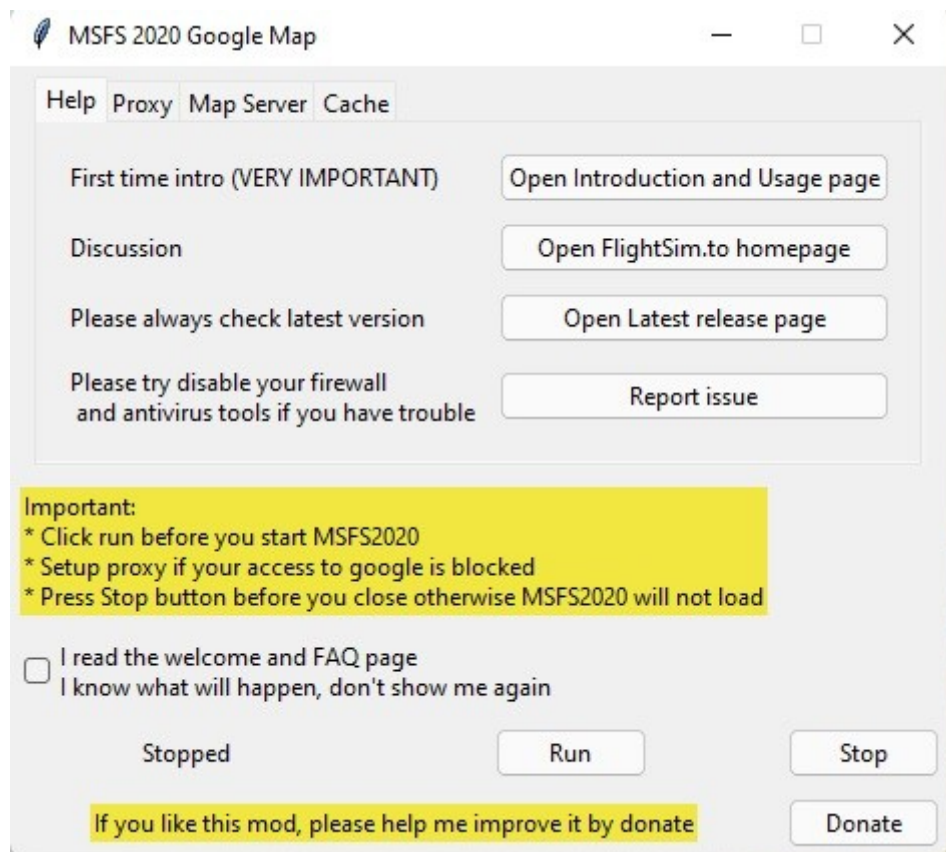 MSFS 2020 Google Map
Help Proxy Map Server Cache
First time intro (VERY IMPORTANT) Open Introduction and Usage page
Discussion Open FlightSim.to homepage
Please always check latest version Open Latest release page
Please try disable your firewall
and antivirus tools if you have trouble Report issue
Important:
* Click run before you start MSFS2020
* Setup proxy if your access to google is blocked
* Press Stop button before you close otherwise MSFS2020 will not load
I read the welcome and FAQ page
I know what will happen, don't show me again
Stopped Run Stop
If you like this mod, please help me improve it by donate Donate